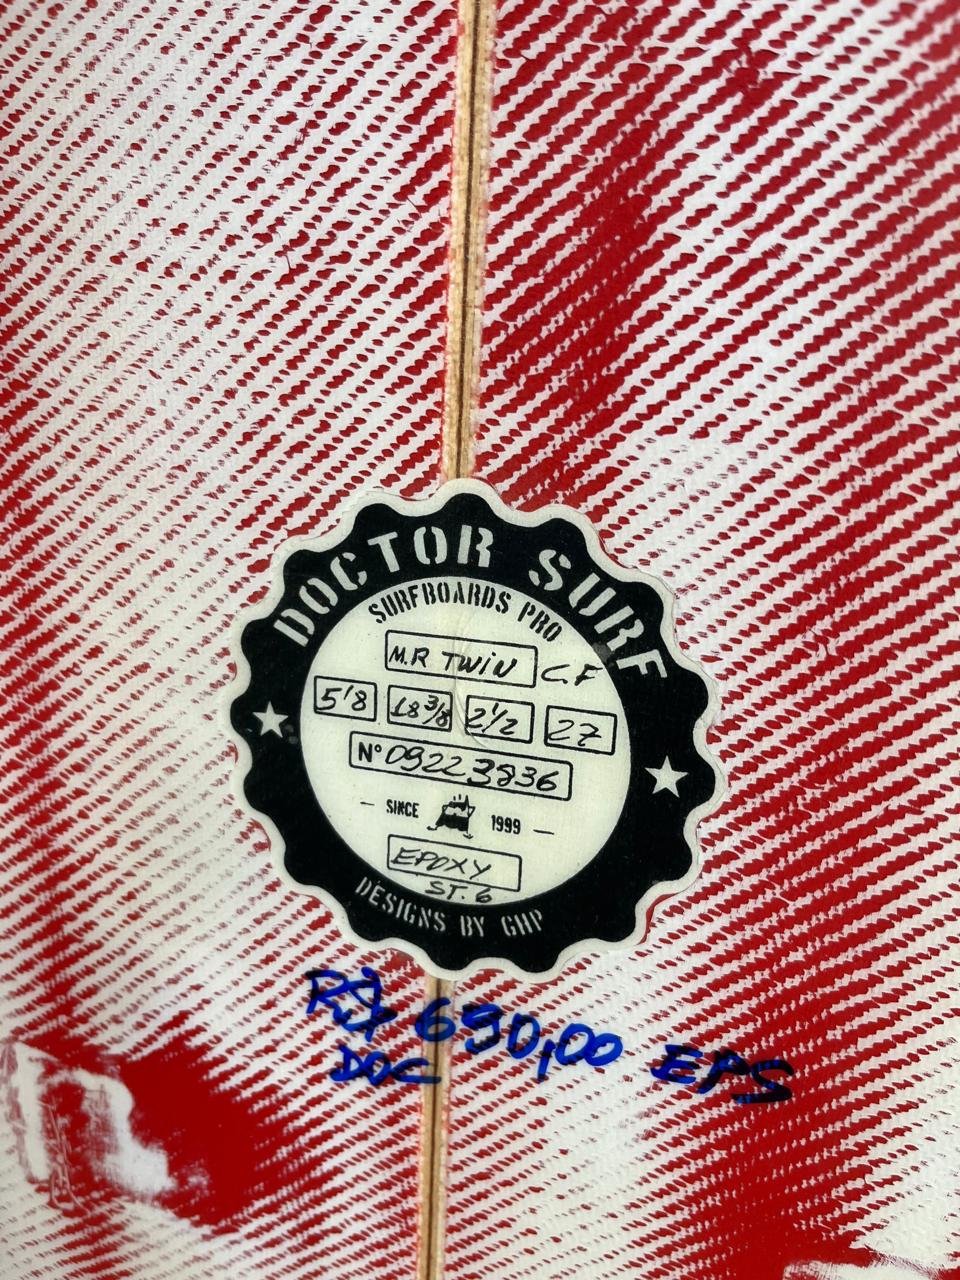 DOCTOR SURF
SURFBOARDS PRO
M.R TWIN C.F
5'8 18 3/8 2 1/2 27
Nº 09223836
SINCE 1999
EPOXY
ST. 6
DESIGNS BY GHP
R$ 690,00 EPS
DOC